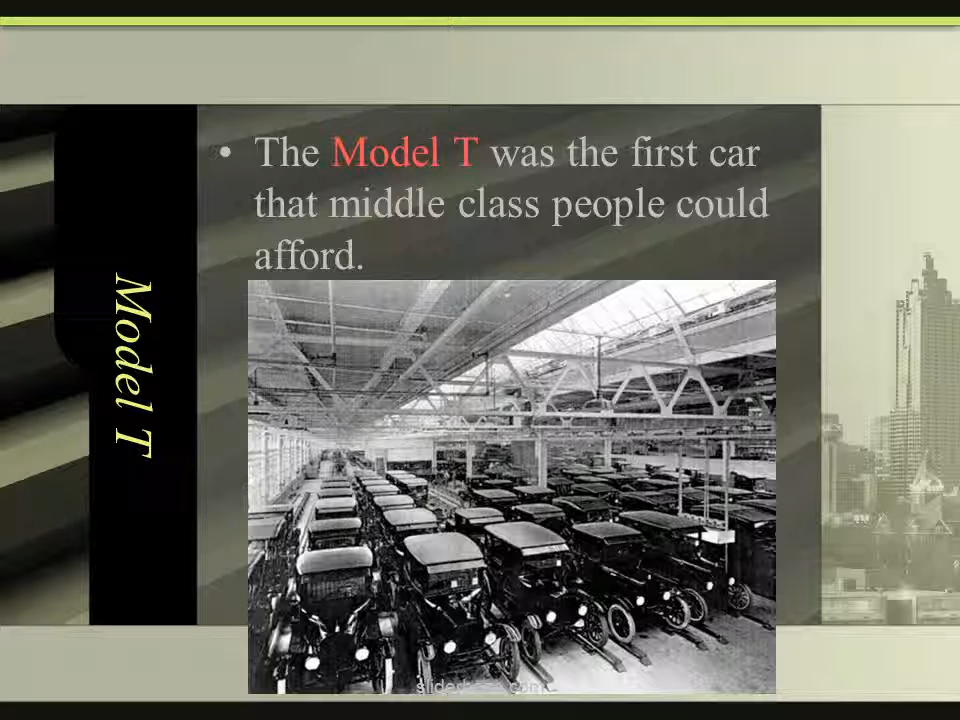 • The Model T was the first car
that middle class people could
afford.
Model T